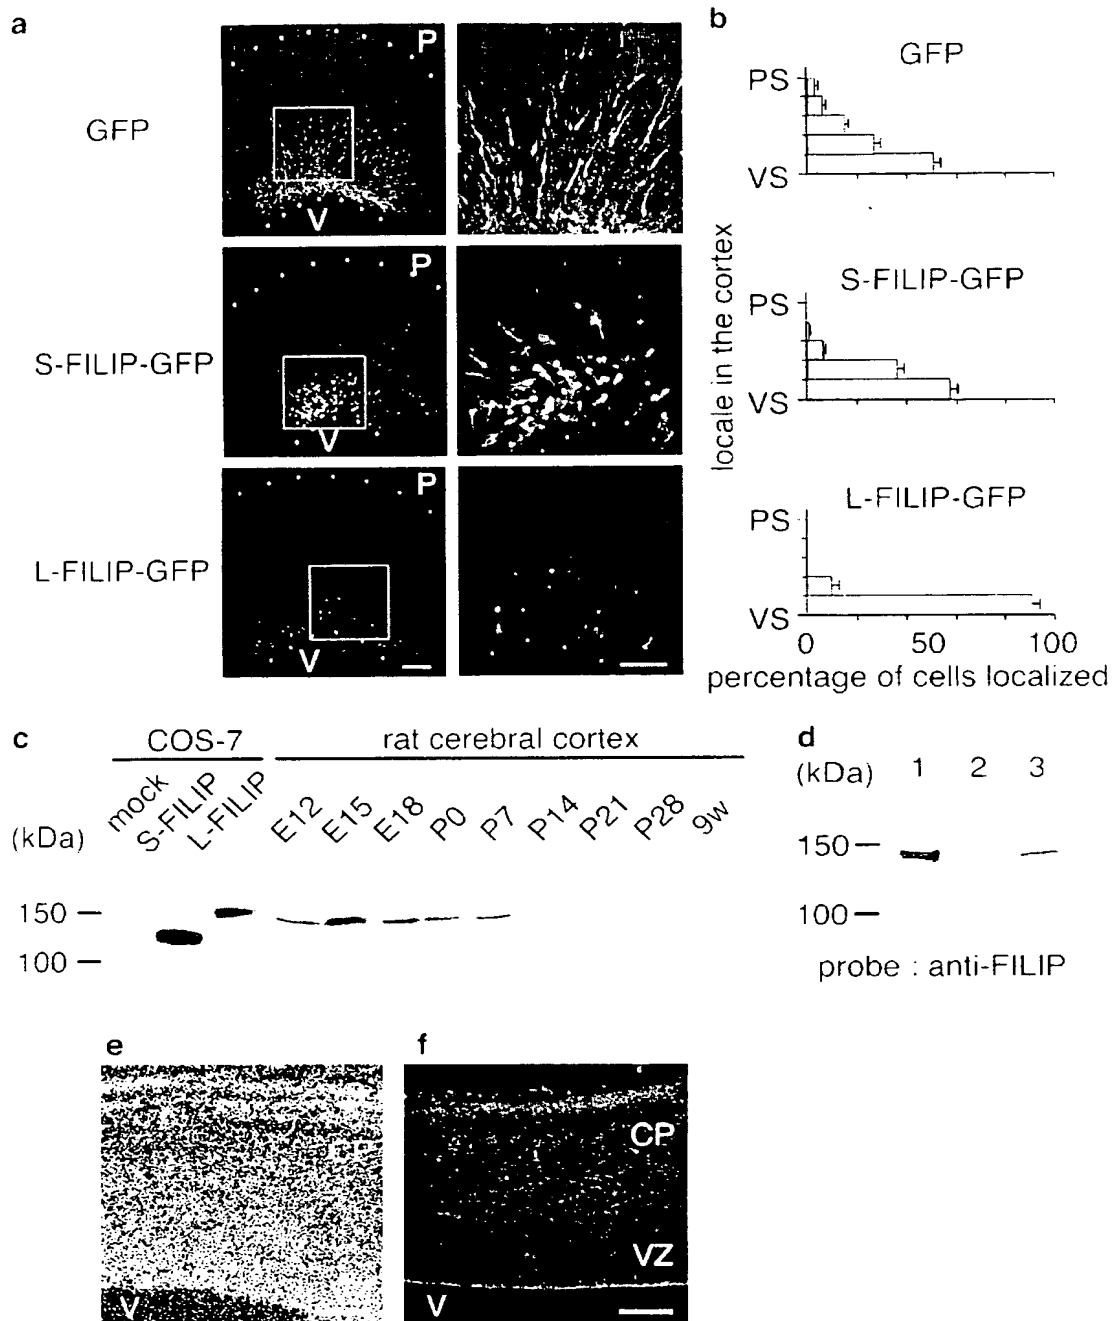 a
b
GFP
P
V
GFP
PS
VS
S-FILIP-GFP
P
V
S-FILIP-GFP
PS
VS
L-FILIP-GFP
P
V
L-FILIP-GFP
PS
VS
0 50 100
percentage of cells localized
locale in the cortex
c
COS-7 rat cerebral cortex
mock S-FILIP L-FILIP E12 E15 E18 P0 P7 P14 P21 P28 9w
(kDa)
150
100
d
(kDa) 1 2 3
150
100
probe : anti-FILIP
e
V
f
CP
VZ
V